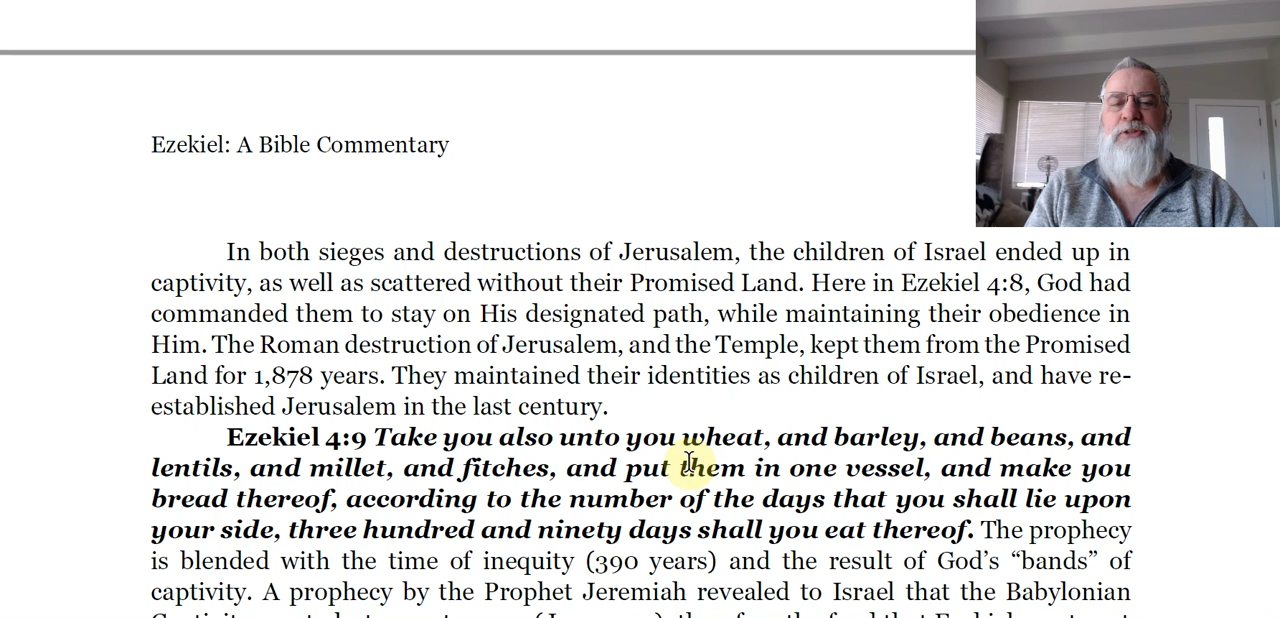 Ezekiel: A Bible Commentary
In both sieges and destructions of Jerusalem, the children of Israel ended up in
captivity, as well as scattered without their Promised Land. Here in Ezekiel 4:8, God had
commanded them to stay on His designated path, while maintaining their obedience in
Him. The Roman destruction of Jerusalem, and the Temple, kept them from the Promised
Land for 1,878 years. They maintained their identities as children of Israel, and have re-
established Jerusalem in the last century.
Ezekiel 4:9 Take you also unto you wheat, and barley, and beans, and
lentils, and millet, and fitches, and put them in one vessel, and make you
bread thereof, according to the number of the days that you shall lie upon
your side, three hundred and ninety days shall you eat thereof. The prophecy
is blended with the time of inequity (390 years) and the result of God's “bands” of
captivity. A prophecy by the Prophet Jeremiah revealed to Israel that the Babylonian